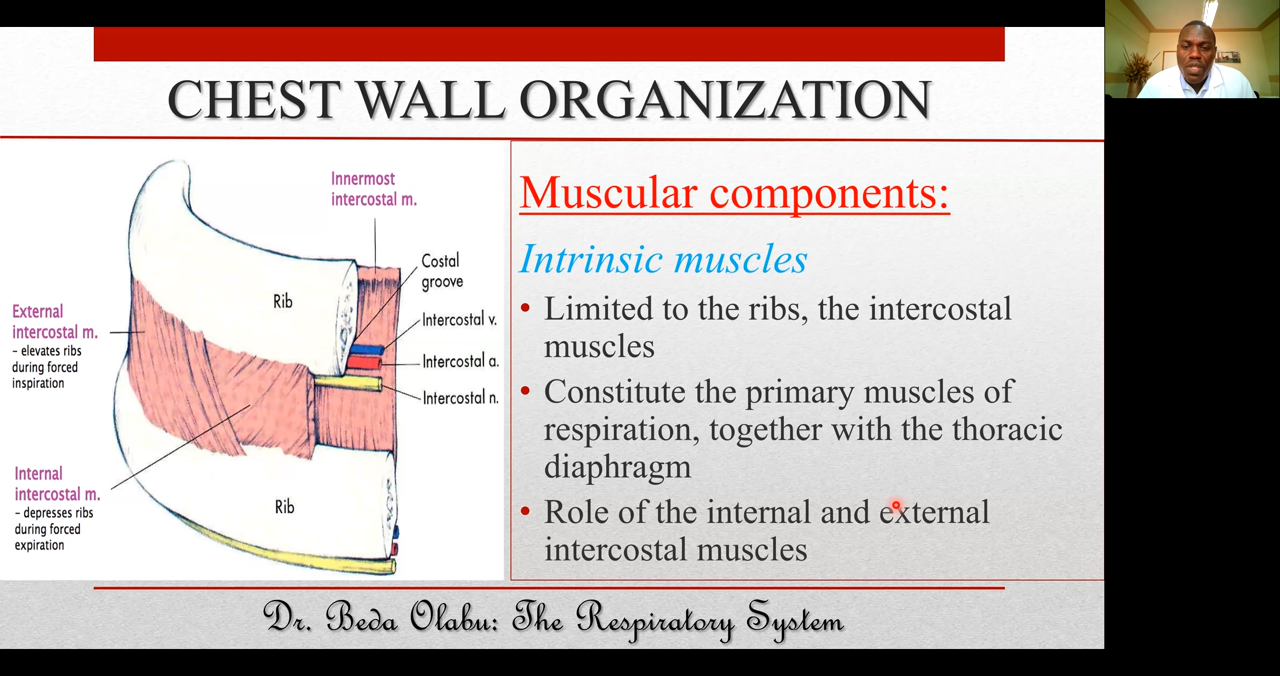 CHEST WALL ORGANIZATION
Innermost
intercostal m.
Costal
groove
Rib
Intercostal v.
External
intercostal m.
– elevates ribs
during forced
inspiration
Intercostal a.
Intercostal n.
Internal
intercostal m.
– depresses ribs
during forced
expiration
Rib
Muscular components:
Intrinsic muscles
• Limited to the ribs, the intercostal
muscles
• Constitute the primary muscles of
respiration, together with the thoracic
diaphragm
• Role of the internal and external
intercostal muscles
Dr. Beda Olabu: The Respiratory System